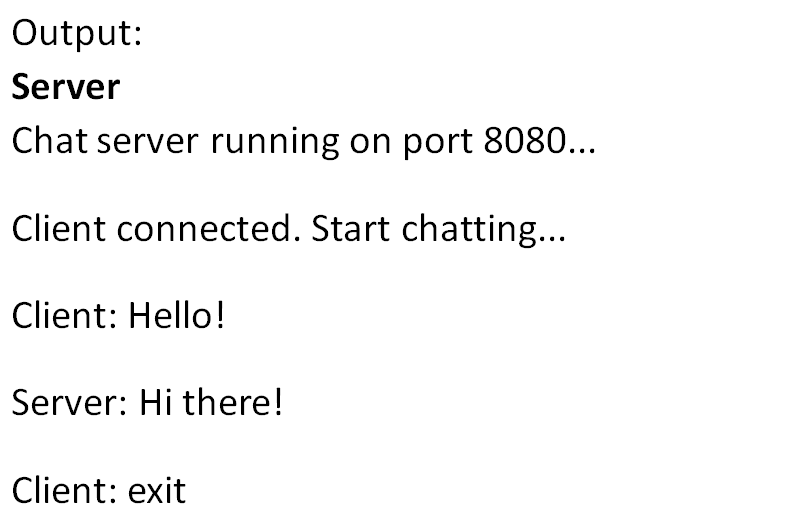 Output:
Server
Chat server running on port 8080...
Client connected. Start chatting...
Client: Hello!
Server: Hi there!
Client: exit